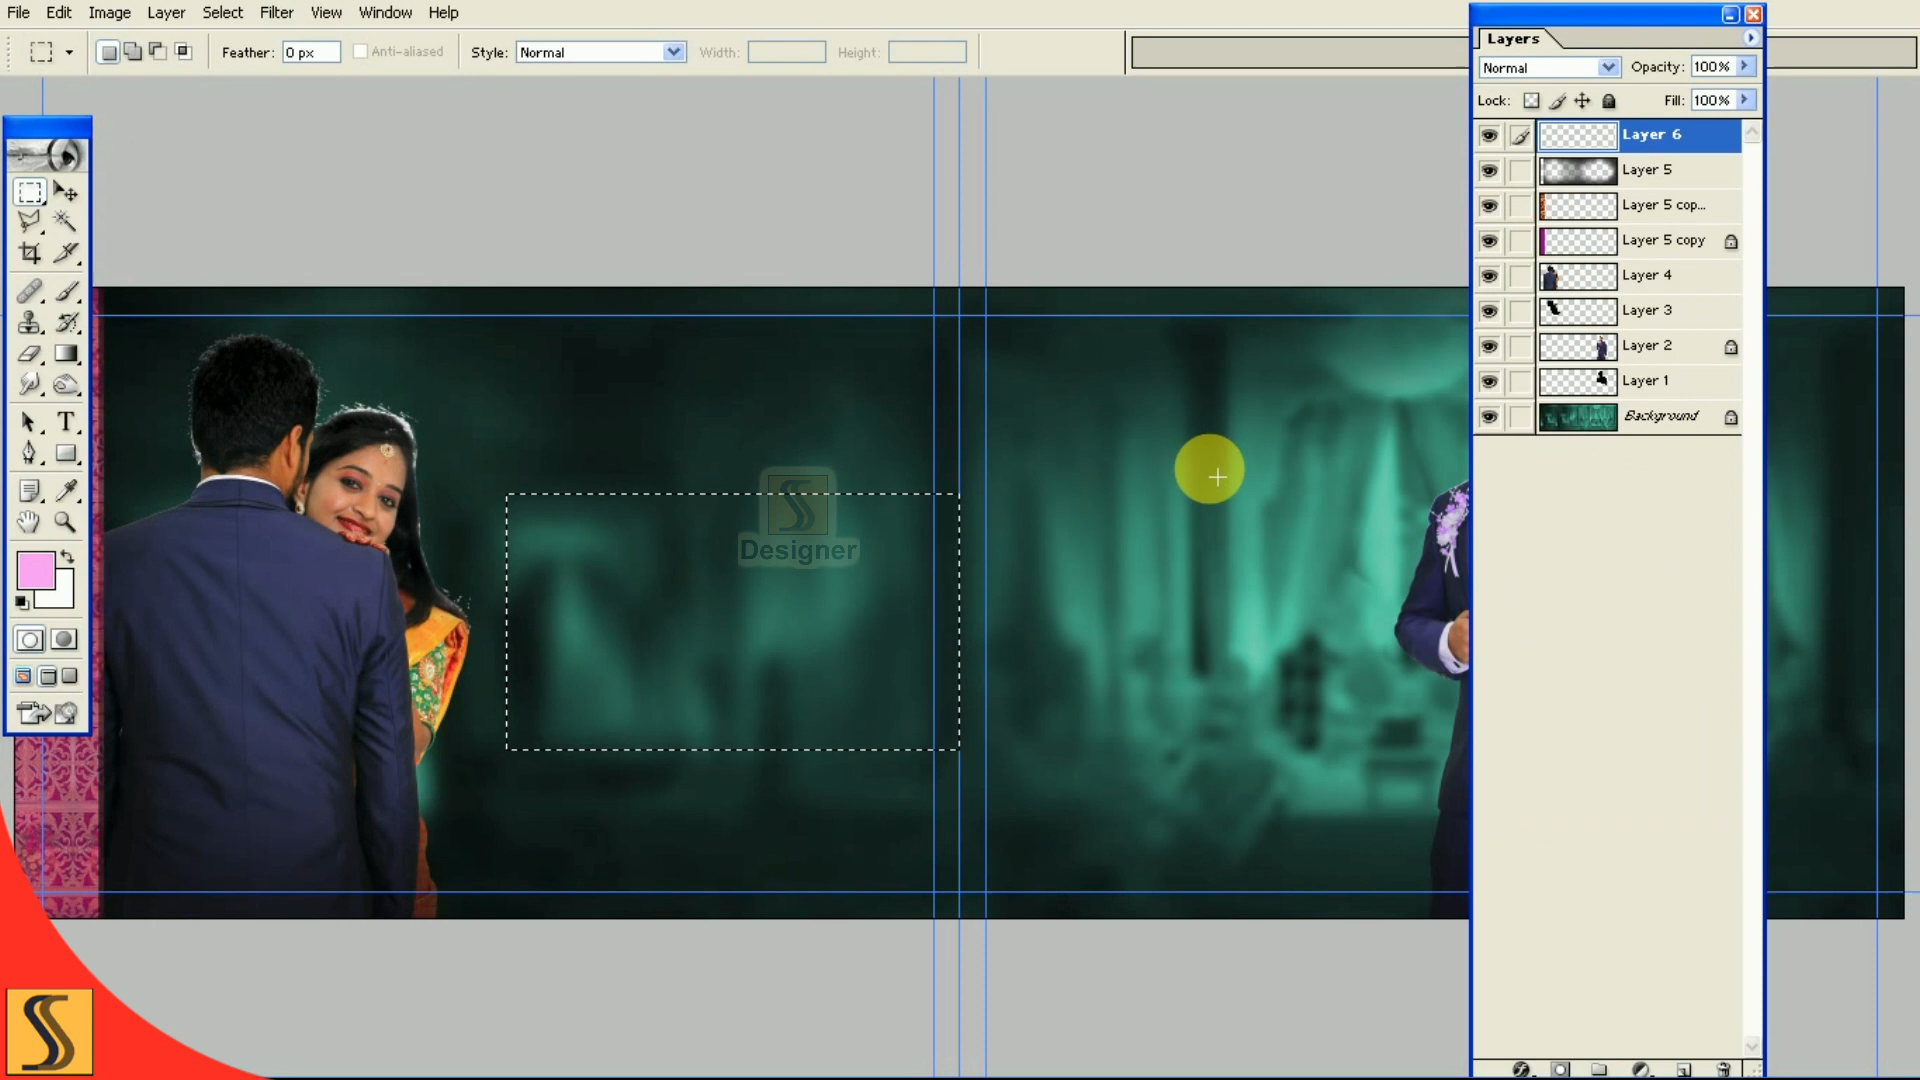 File Edit Image Layer Select Filter View Window Help
Feather: 0 px Anti-aliased Style: Normal Width: Height:
Layers
Normal Opacity: 100%
Lock: Fill: 100%
Layer 6
Layer 5
Layer 5 cop...
Layer 5 copy
Layer 4
Layer 3
Layer 2
Layer 1
Background
Designer